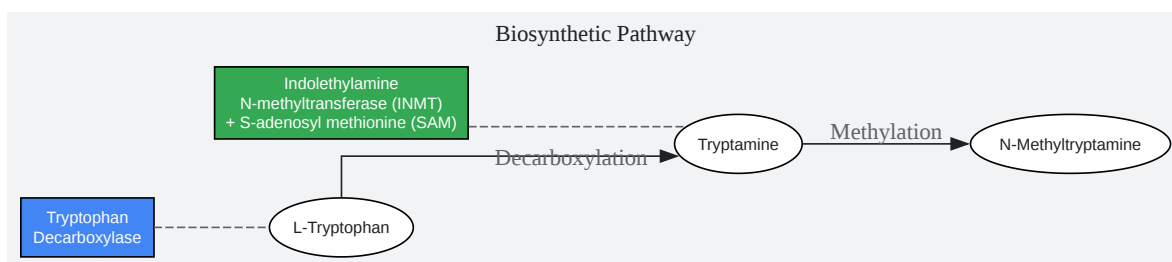 Biosynthetic Pathway
Indolethylamine
N-methyltransferase (INMT)
+ S-adenosyl methionine (SAM)
Tryptamine
Methylation
N-Methyltryptamine
Decarboxylation
Tryptophan
Decarboxylase
L-Tryptophan